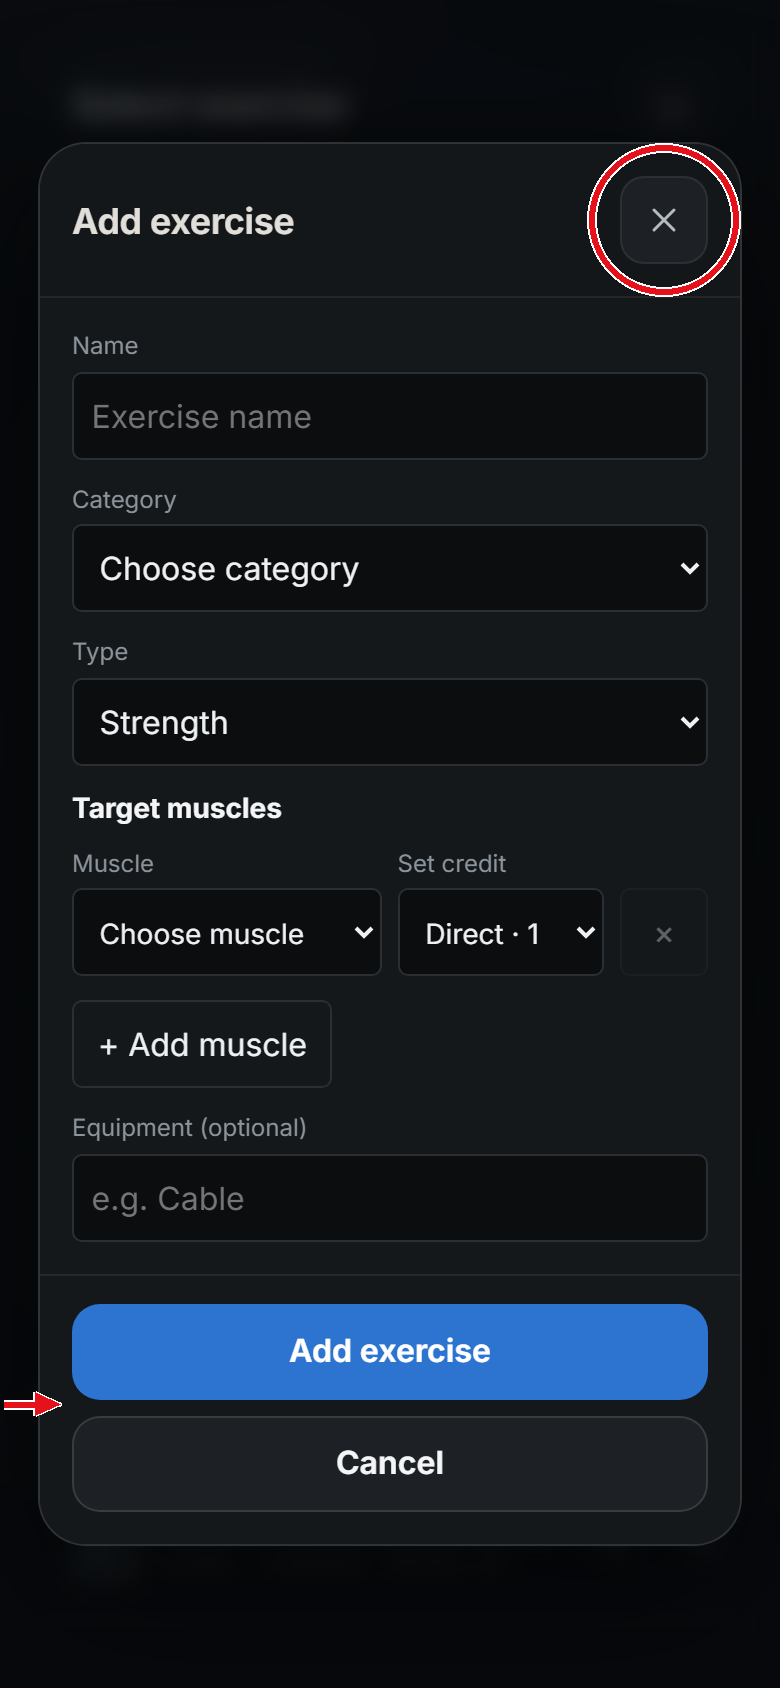 Add exercise
Name
Exercise name
Category
Choose category
Type
Strength
Target muscles
Muscle
Set credit
Choose muscle
Direct · 1
×
+ Add muscle
Equipment (optional)
e.g. Cable
Add exercise
Cancel